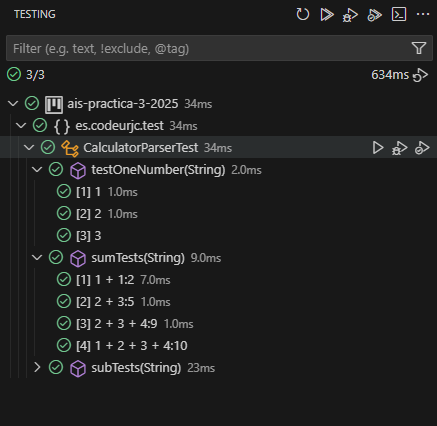 TESTING
Filter (e.g. text, !exclude, @tag)
3/3 634ms
ais-practica-3-2025 34ms
{ } es.codeurjc.test 34ms
CalculatorParserTest 34ms
testOneNumber(String) 2.0ms
[1] 1 1.0ms
[2] 2 1.0ms
[3] 3
sumTests(String) 9.0ms
[1] 1 + 1:2 7.0ms
[2] 2 + 3:5 1.0ms
[3] 2 + 3 + 4:9 1.0ms
[4] 1 + 2 + 3 + 4:10
subTests(String) 23ms